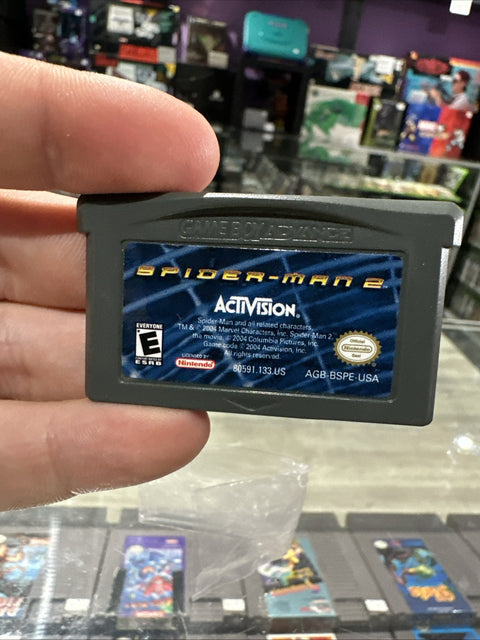 GAME BOY ADVANCE
SPIDER-MAN 2
ACTIVISION®
Spider-Man and all related characters,
TM & © 2004 Marvel Characters, Inc. Spider-Man 2,
the movie, © 2004 Columbia Pictures, Inc.
Game code © 2004 Activision, Inc.
All rights reserved.
EVERYONE
E
ESRB
LICENSED BY
Nintendo
Official
Nintendo
Seal
80591.133.US
AGB-BSPE-USA